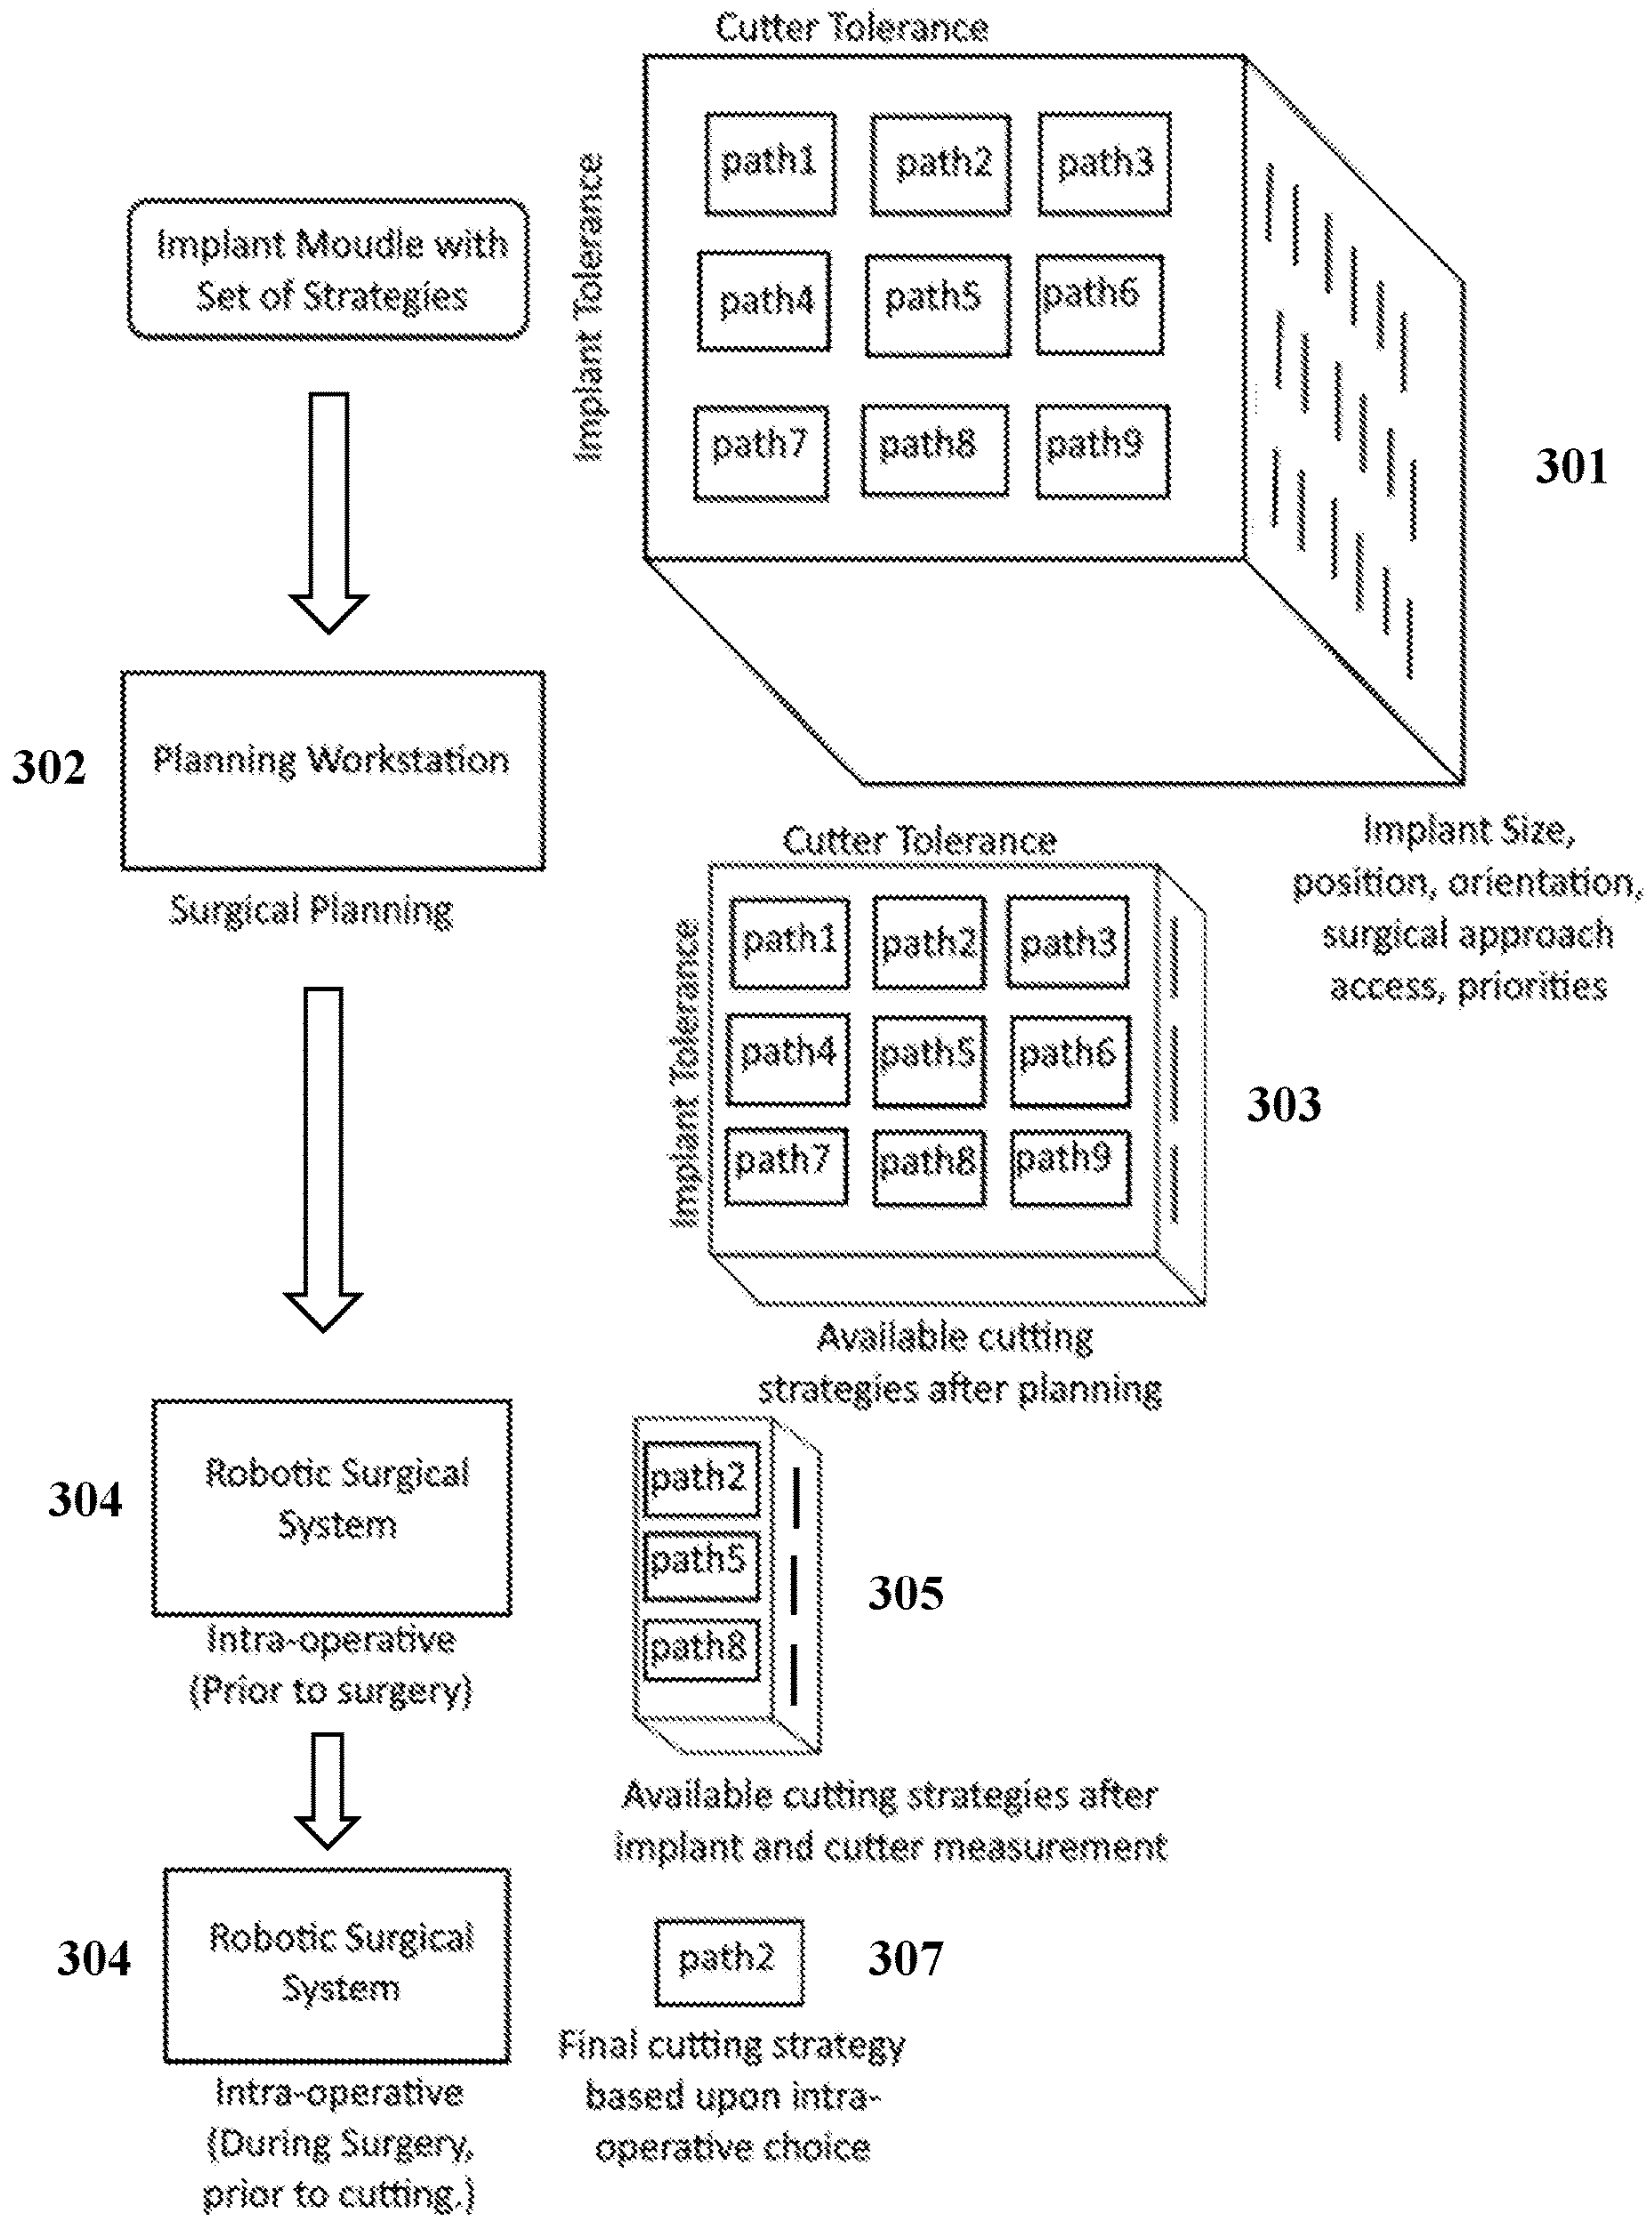 Cutter Tolerance
Implant Tolerance
path1 path2 path3
path4 path5 path6
path7 path8 path9
301
Implant Size,
position, orientation,
surgical approach
access, priorities
Implant Moudle with
Set of Strategies
302
Planning Workstation
Surgical Planning
Cutter Tolerance
Implant Tolerance
path1 path2 path3
path4 path5 path6
path7 path8 path9
303
Available cutting
strategies after planning
304
Robotic Surgical
System
Intra-operative
(Prior to surgery)
path2
path5
path8
305
Available cutting strategies after
implant and cutter measurement
304
Robotic Surgical
System
Intra-operative
(During Surgery,
prior to cutting.)
path2
307
Final cutting strategy
based upon intra-
operative choice